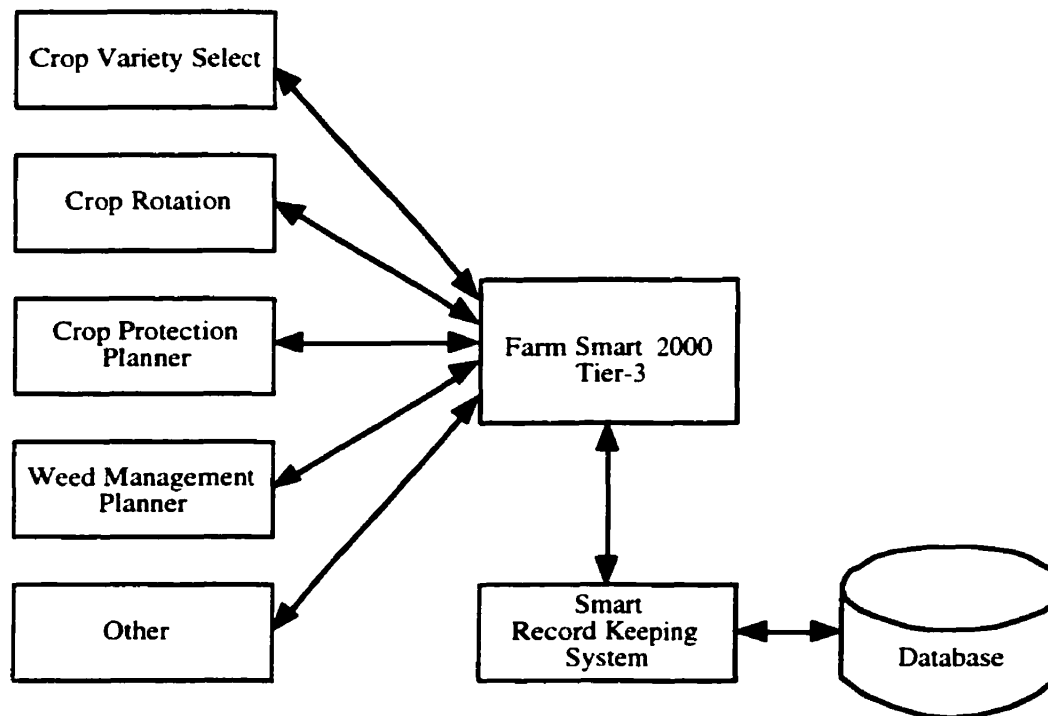 Crop Variety Select
Crop Rotation
Crop Protection
Planner
Weed Management
Planner
Other
Farm Smart 2000
Tier-3
Smart
Record Keeping
System
Database